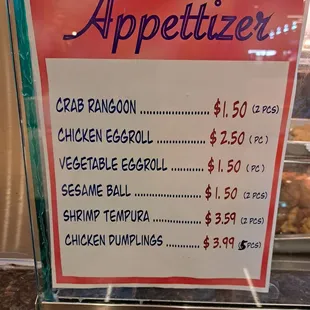 Appetizer
CRAB RANGOON .................. $1.50 (2 PCS)
CHICKEN EGGROLL .............. $2.50 (PC)
VEGETABLE EGGROLL .......... $1.50 (PC)
SESAME BALL .................... $1.50 (2 PCS)
SHRIMP TEMPURA ............... $3.59 (2 PCS)
CHICKEN DUMPLINGS .......... $3.99 (5PCS)